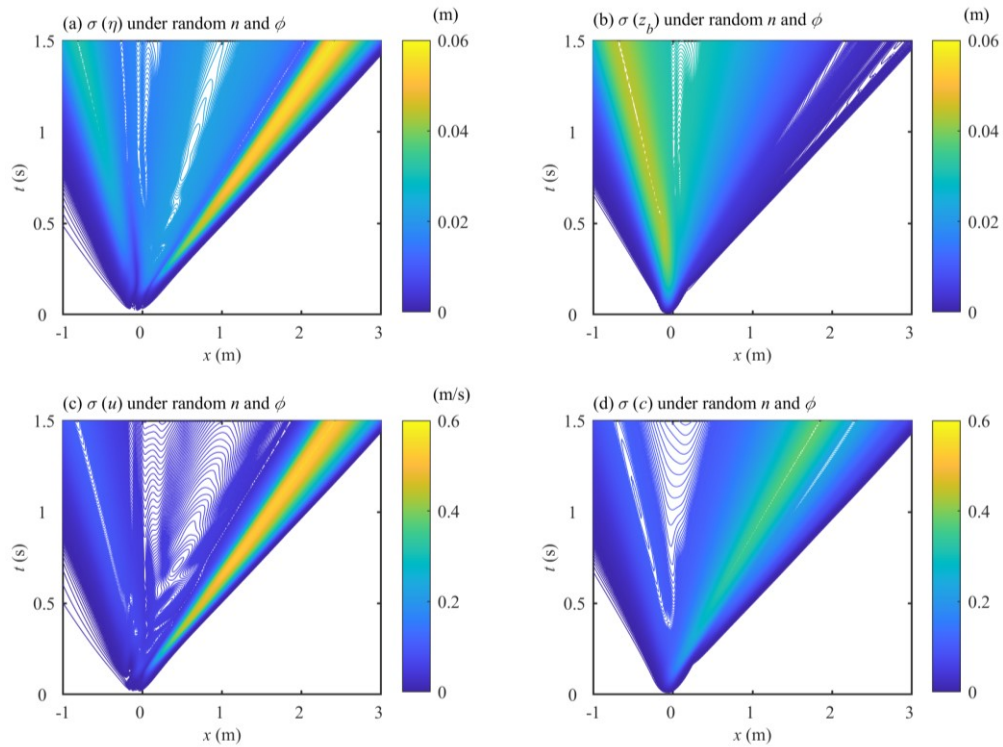 (a) σ (η) under random n and ϕ
(m)
1.5
1
0.5
0
t (s)
-1 0 1 2 3
x (m)
0.06
0.04
0.02
0
(b) σ (z_b) under random n and ϕ
(m)
1.5
1
0.5
0
t (s)
-1 0 1 2 3
x (m)
0.06
0.04
0.02
0
(c) σ (u) under random n and ϕ
(m/s)
1.5
1
0.5
0
t (s)
-1 0 1 2 3
x (m)
0.6
0.4
0.2
0
(d) σ (c) under random n and ϕ
1.5
1
0.5
0
t (s)
-1 0 1 2 3
x (m)
0.6
0.4
0.2
0